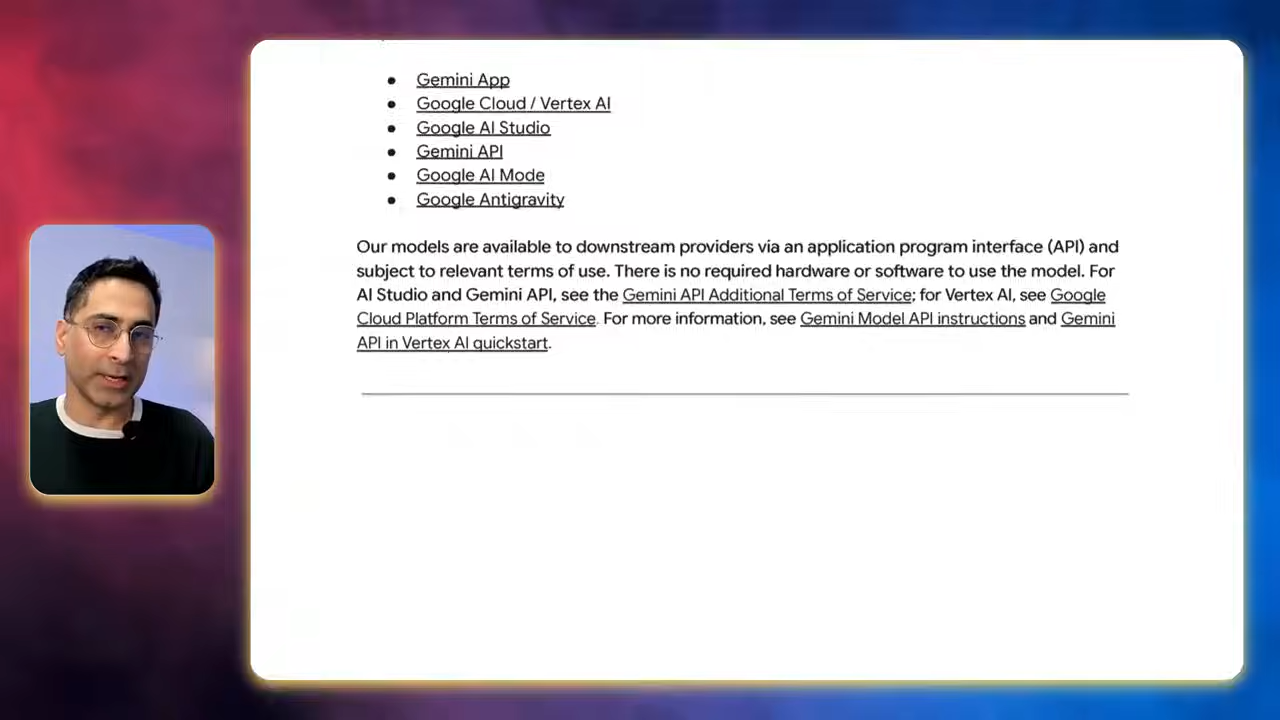 Gemini App
Google Cloud / Vertex AI
Google AI Studio
Gemini API
Google AI Mode
Google Antigravity
Our models are available to downstream providers via an application program interface (API) and
subject to relevant terms of use. There is no required hardware or software to use the model. For
AI Studio and Gemini API, see the Gemini API Additional Terms of Service; for Vertex AI, see Google
Cloud Platform Terms of Service. For more information, see Gemini Model API instructions and Gemini
API in Vertex AI quickstart.